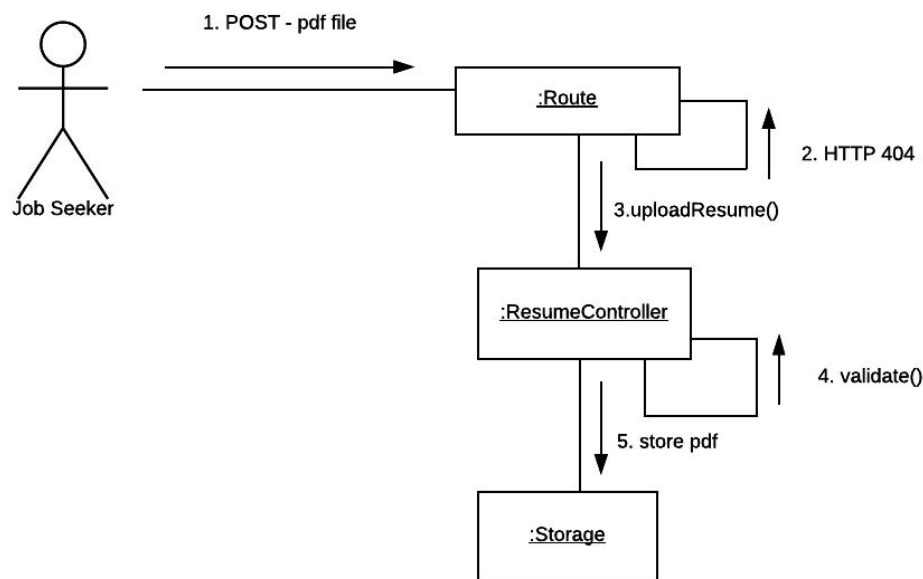 1. POST - pdf file
:Route
2. HTTP 404
Job Seeker
3.uploadResume()
:ResumeController
4. validate()
5. store pdf
:Storage